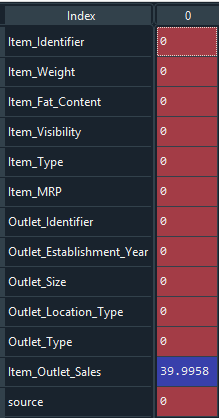 Index 0
Item_Identifier 0
Item_Weight 0
Item_Fat_Content 0
Item_Visibility 0
Item_Type 0
Item_MRP 0
Outlet_Identifier 0
Outlet_Establishment_Year 0
Outlet_Size 0
Outlet_Location_Type 0
Outlet_Type 0
Item_Outlet_Sales 39.9958
source 0